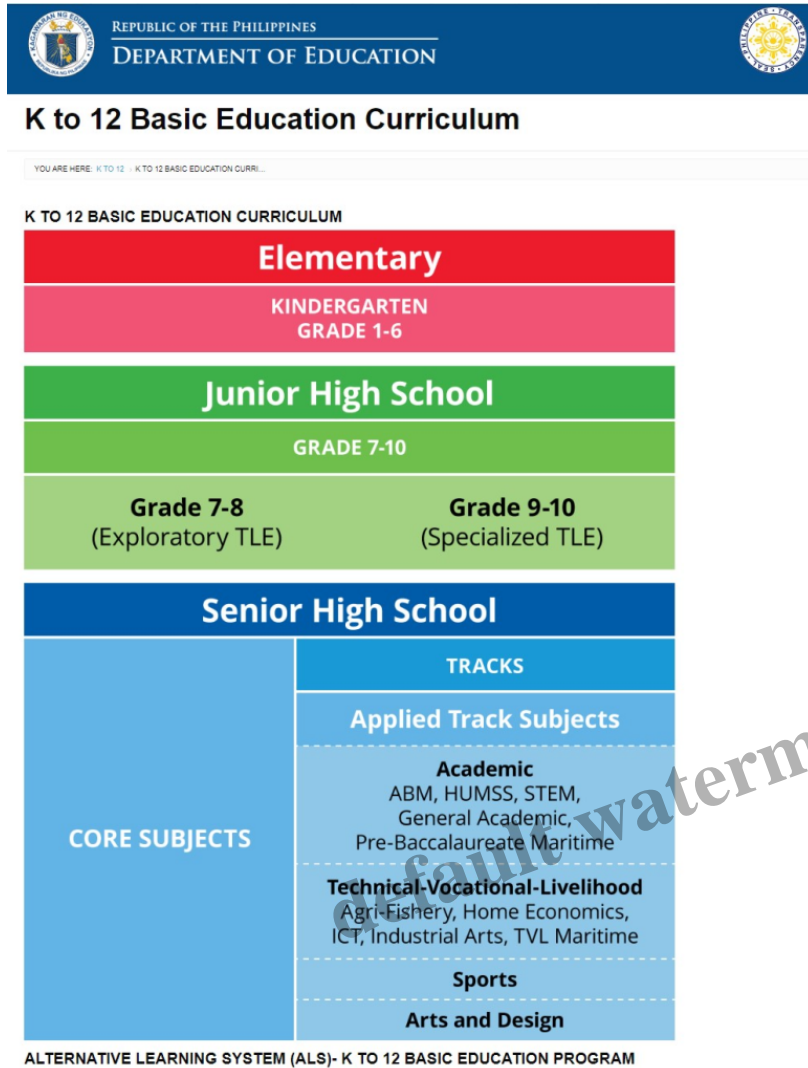 REPUBLIC OF THE PHILIPPINES
DEPARTMENT OF EDUCATION
K to 12 Basic Education Curriculum
YOU ARE HERE: K TO 12 / K TO 12 BASIC EDUCATION CURRI...
K TO 12 BASIC EDUCATION CURRICULUM
Elementary
KINDERGARTEN
GRADE 1-6
Junior High School
GRADE 7-10
Grade 7-8
(Exploratory TLE)
Grade 9-10
(Specialized TLE)
Senior High School
CORE SUBJECTS
TRACKS
Applied Track Subjects
Academic
ABM, HUMSS, STEM,
General Academic,
Pre-Baccalaureate Maritime
Technical-Vocational-Livelihood
Agri-Fishery, Home Economics,
ICT, Industrial Arts, TVL Maritime
Sports
Arts and Design
default waterm
ALTERNATIVE LEARNING SYSTEM (ALS)- K TO 12 BASIC EDUCATION PROGRAM